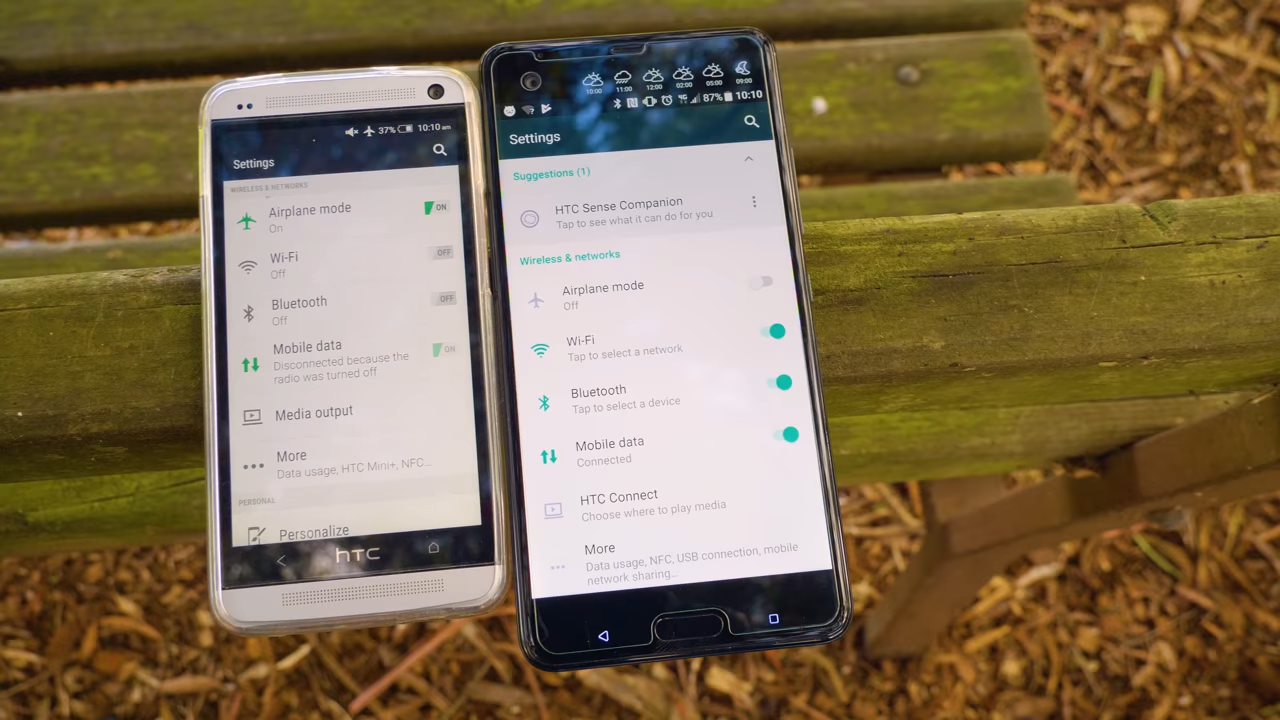 37% 10:10 am
Settings
WIRELESS & NETWORKS
Airplane mode
On
ON
Wi-Fi
Off
OFF
Bluetooth
Off
OFF
Mobile data
Disconnected because the
radio was turned off
ON
Media output
More
Data usage, HTC Mini+, NFC...
PERSONAL
Personalize
hTC
10:00 11:00 12:00 02:00 05:00 09:00
4G 87% 10:10
Settings
Suggestions (1)
HTC Sense Companion
Tap to see what it can do for you
Wireless & networks
Airplane mode
Off
Wi-Fi
Tap to select a network
Bluetooth
Tap to select a device
Mobile data
Connected
HTC Connect
Choose where to play media
More
Data usage, NFC, USB connection, mobile
network sharing...